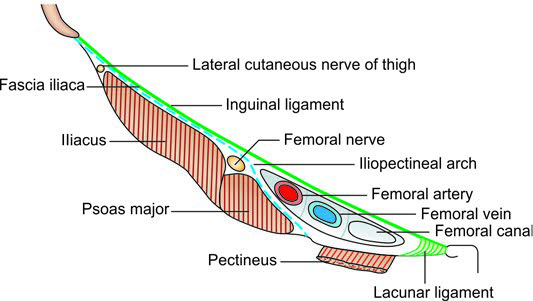 Lateral cutaneous nerve of thigh
Fascia iliaca
Inguinal ligament
Iliacus
Femoral nerve
Iliopectineal arch
Femoral artery
Psoas major
Femoral vein
Femoral canal
Pectineus
Lacunar ligament